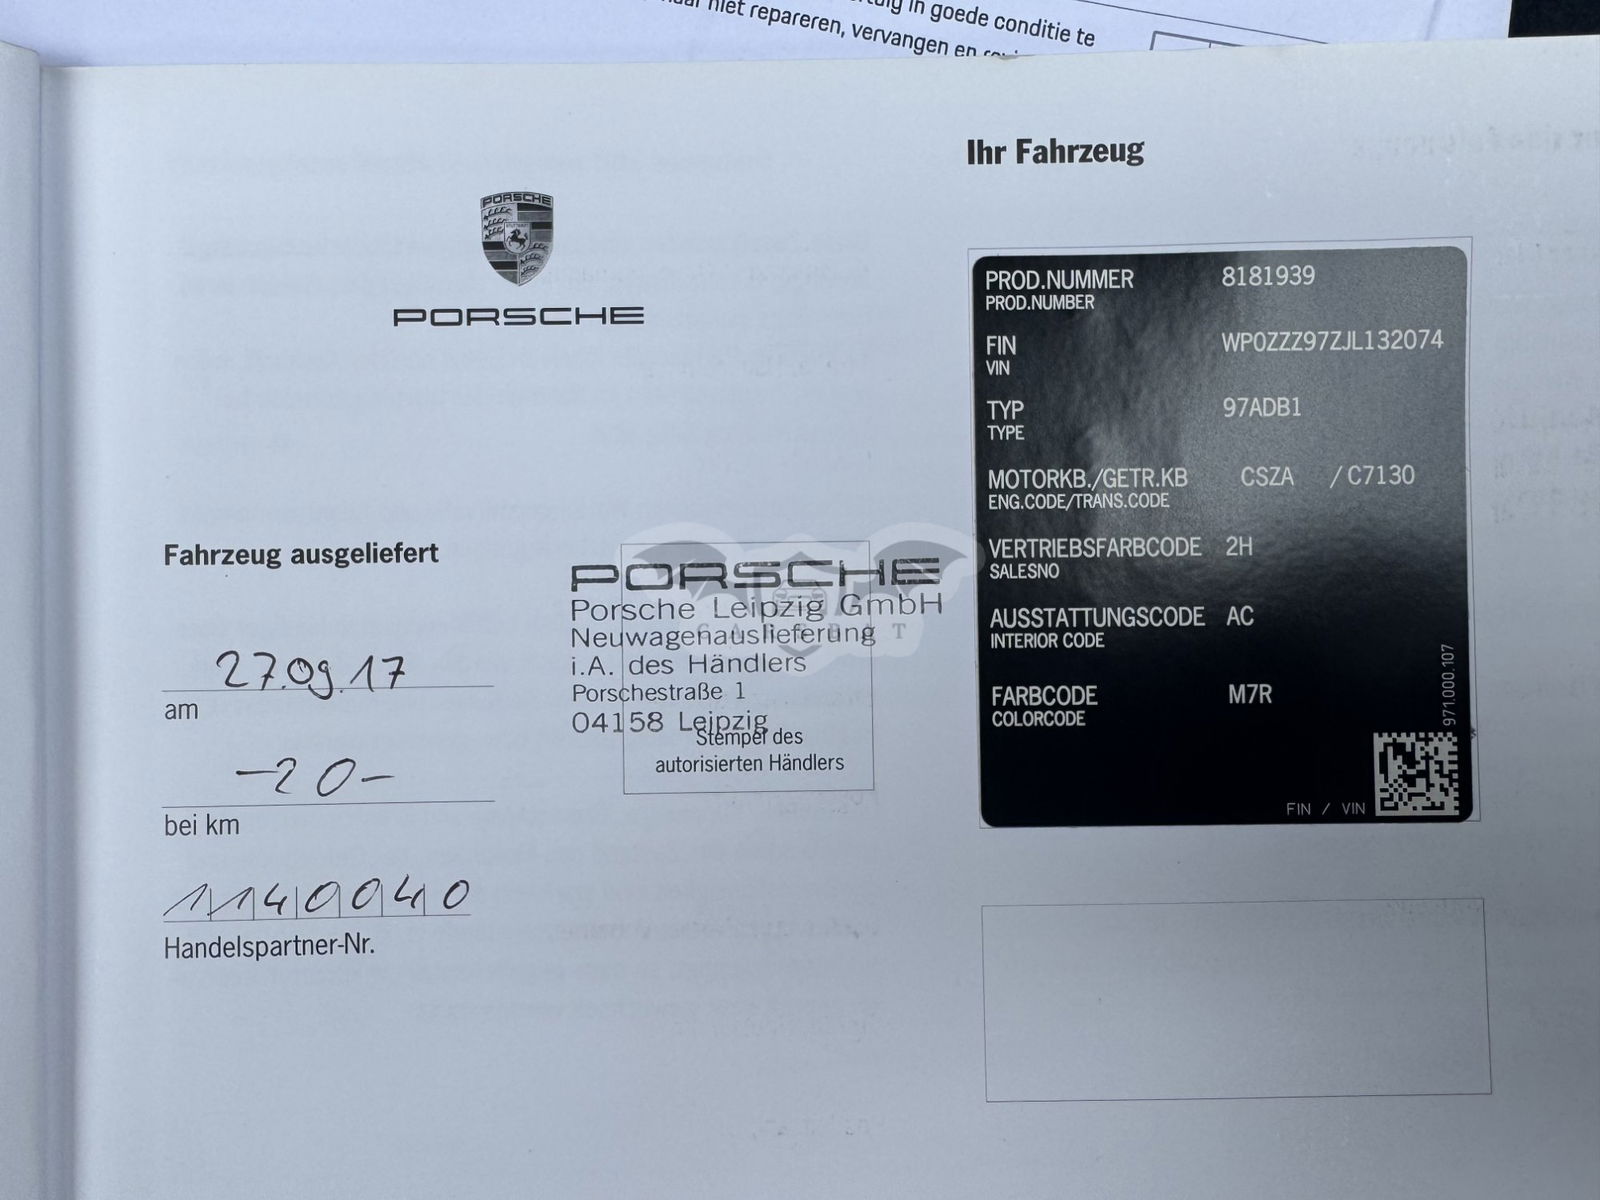 in goede conditie te
niet repareren, vervangen en
PORSCHE
PORSCHE
Ihr Fahrzeug
PROD.NUMMER 8181939
PROD.NUMBER
FIN WP0ZZZ97ZJL132074
VIN
TYP 97ADB1
TYPE
MOTORKB./GETR.KB CSZA / C7130
ENG.CODE/TRANS.CODE
VERTRIEBSFARBCODE 2H
SALESNO
AUSSTATTUNGSCODE AC
INTERIOR CODE
FARBCODE M7R
COLORCODE
971.000.107
FIN / VIN
Fahrzeug ausgeliefert
27.09.17
am
-20-
bei km
1140040
Handelspartner-Nr.
PORSCHE
Porsche Leipzig GmbH
Neuwagenauslieferung
i.A. des Händlers
Porschestraße 1
04158 Leipzig
Stempel des
autorisierten Händlers